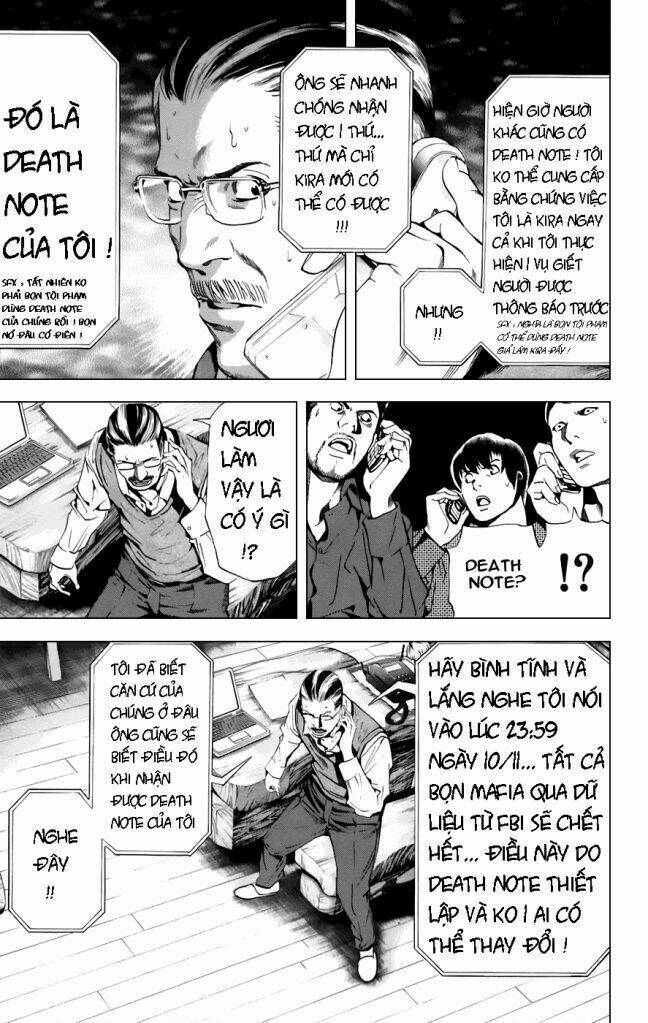 HIỆN GIỜ NGƯỜI
KHÁC CŨNG CÓ
DEATH NOTE ! TÔI
KO THỂ CUNG CẤP
BẰNG CHỨNG VIỆC
TÔI LÀ KIRA NGAY
CẢ KHI TÔI THỰC
HIỆN 1 VỤ GIẾT
NGƯỜI ĐƯỢC
THÔNG BÁO TRƯỚC
SFX : NGHĨA LÀ BỌN TỘI PHẠM
CÓ THỂ DÙNG DEATH NOTE
GIẢ LÀM KIRA ĐẤY !
NHƯNG
!!
ÔNG SẼ NHANH
CHÓNG NHẬN
ĐƯỢC 1 THỨ...
THỨ MÀ CHỈ
KIRA MỚI CÓ
THỂ CÓ ĐƯỢC
!!!
ĐÓ LÀ
DEATH
NOTE
CỦA TÔI !
SFX : TẤT NHIÊN KO
PHẢI BỌN TỘI PHẠM
DÙNG DEATH NOTE
CỦA CHÚNG RỒI ! BỌN
NÓ ĐÂU CÓ ĐIÊN !
DEATH
NOTE?
!?
NGƯƠI
LÀM
VẬY LÀ
CÓ Ý GÌ
!?
HÃY BÌNH TĨNH VÀ
LẮNG NGHE TÔI NÓI
VÀO LÚC 23:59
NGÀY 10/11... TẤT CẢ
BỌN MAFIA QUA DỮ
LIỆU TỪ FBI SẼ CHẾT
HẾT... ĐIỀU NÀY DO
DEATH NOTE THIẾT
LẬP VÀ KO 1 AI CÓ
THỂ THAY ĐỔI !
TÔI ĐÃ BIẾT
CĂN CỨ CỦA
CHÚNG Ở ĐÂU
ÔNG CŨNG SẼ
BIẾT ĐIỀU ĐÓ
KHI NHẬN
ĐƯỢC DEATH
NOTE CỦA TÔI
NGHE
ĐÂY
!!